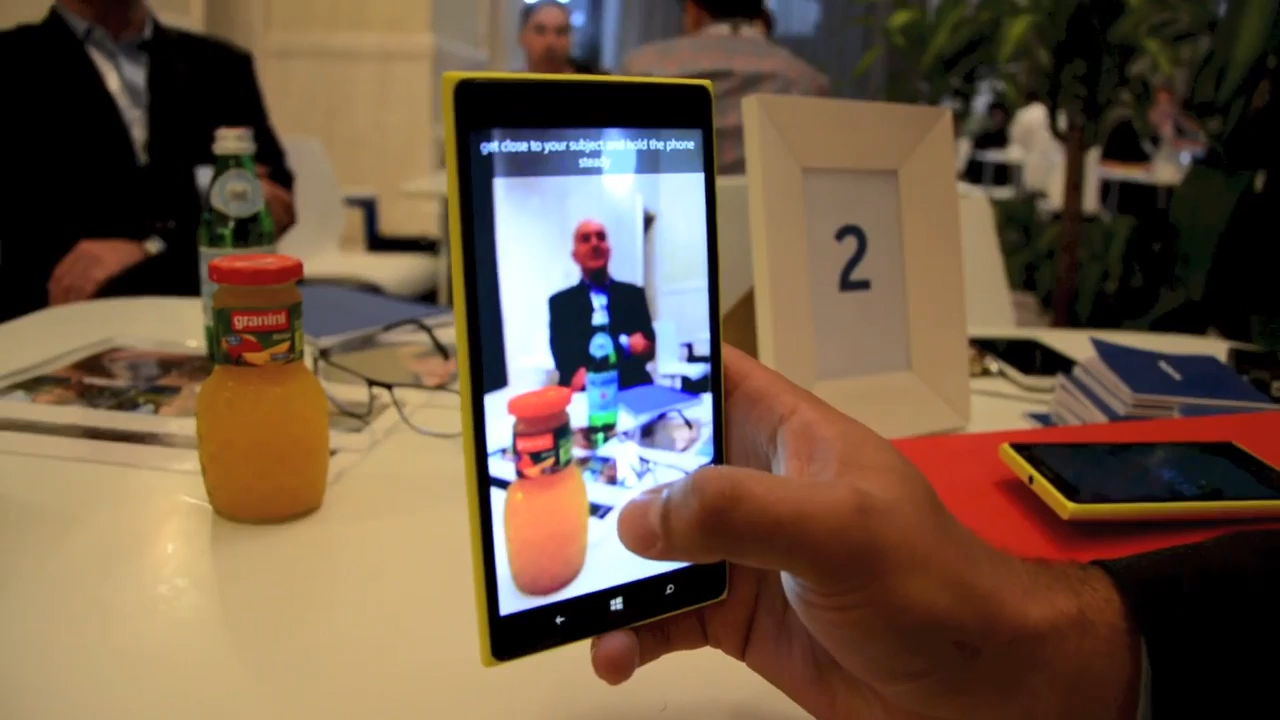 get close to your subject and hold the phone
steady
granini
2